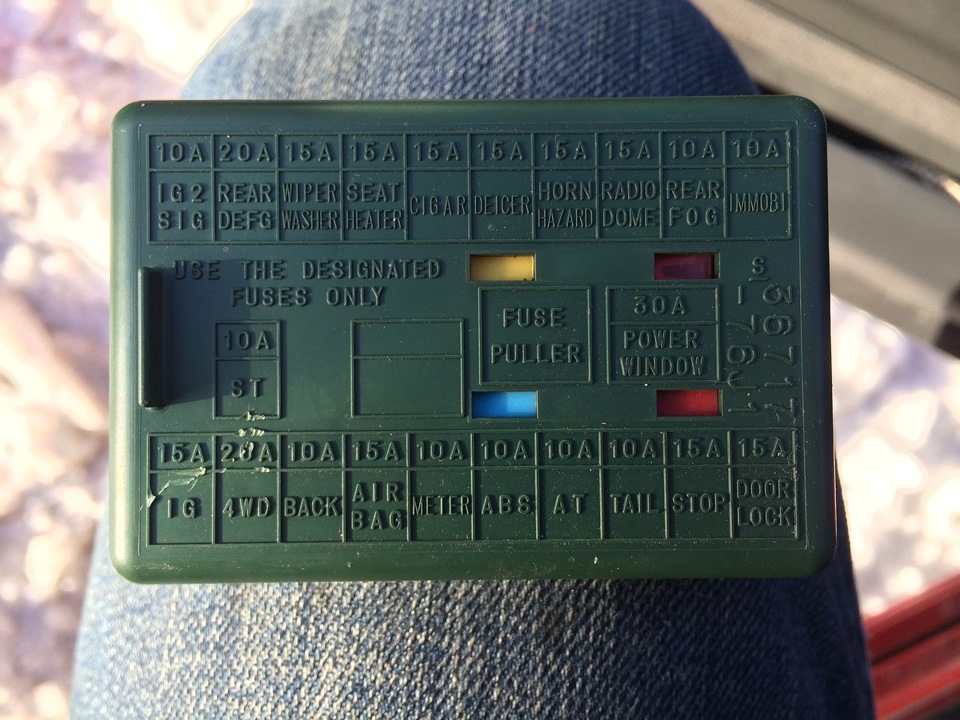 10A 20A 15A 15A 15A 15A 15A 15A 10A 10A
IG2 REAR WIPER SEAT CIGAR DEICER HORN RADIO REAR IMMOBI
SIG DEFG WASHER HEATER HAZARD DOME FOG
USE THE DESIGNATED
FUSES ONLY
10A
ST
FUSE
PULLER
30A
POWER
WINDOW
S
36717
-76J-1
15A 20A 10A 15A 10A 10A 10A 10A 15A 15A
IG 4WD BACK AIR METER ABS AT TAIL STOP DOOR
BAG LOCK